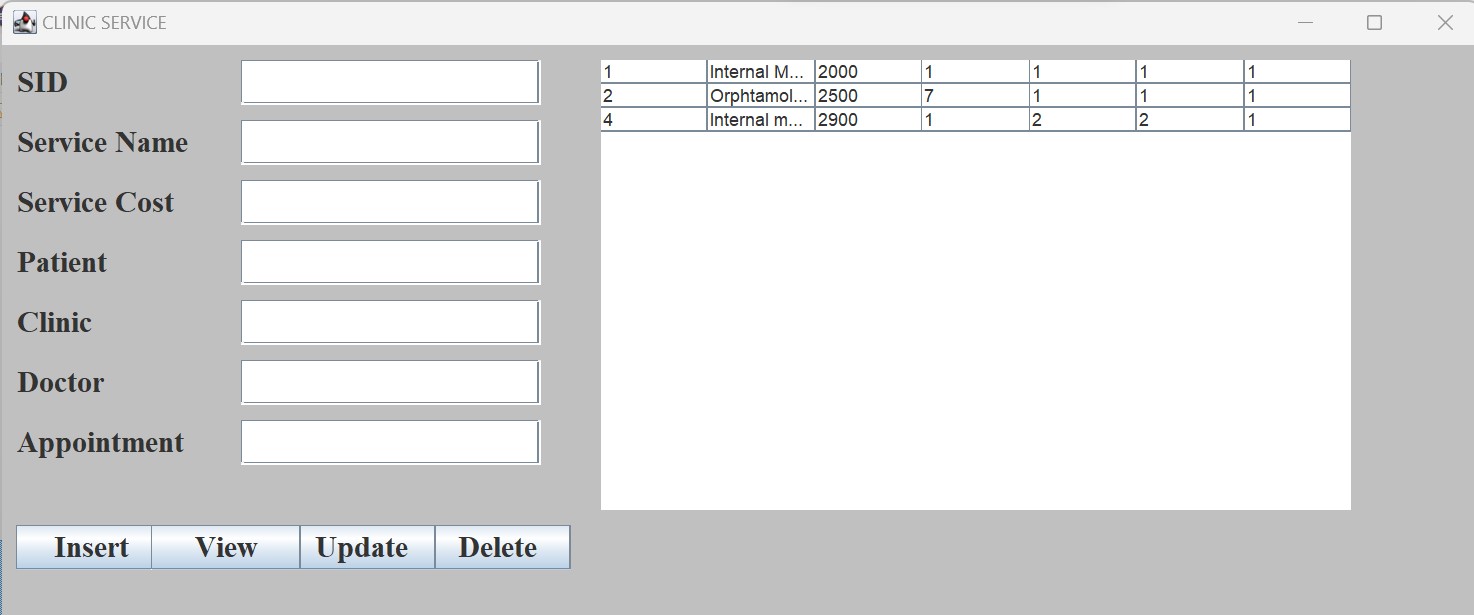 CLINIC SERVICE
SID
Service Name
Service Cost
Patient
Clinic
Doctor
Appointment
1 Internal M... 2000 1 1 1 1
2 Orphtamol... 2500 7 1 1 1
4 Internal m... 2900 1 2 2 1
Insert View Update Delete